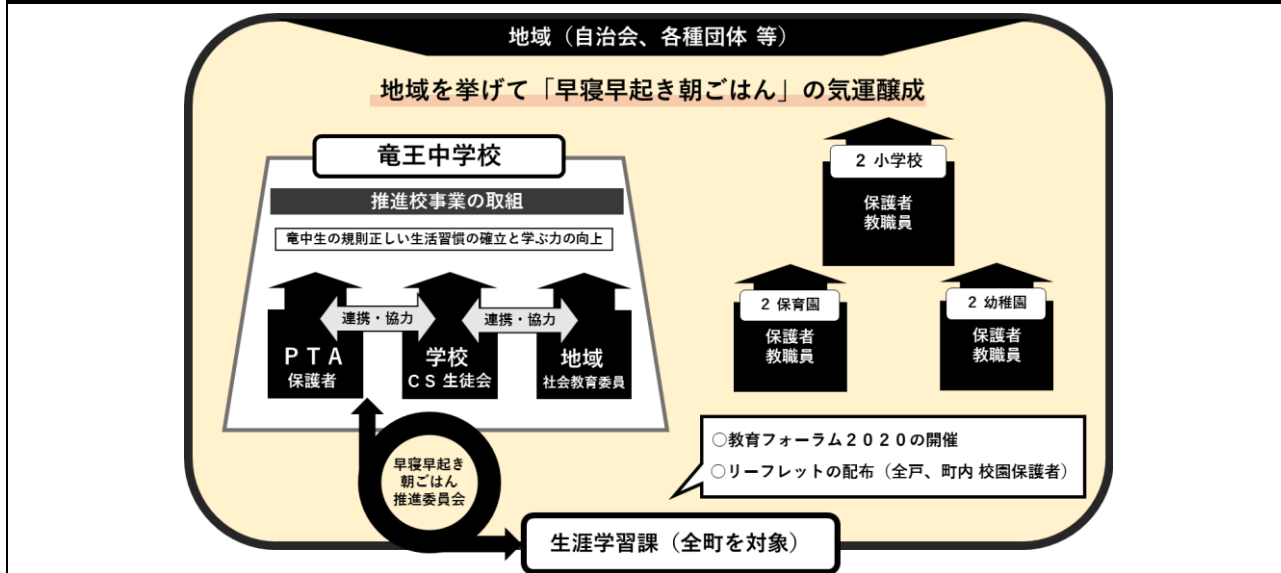 地域（自治会、各種団体 等）
地域を挙げて「早寝早起き朝ごはん」の気運醸成
竜王中学校
推進校事業の取組
竜中生の規則正しい生活習慣の確立と学ぶ力の向上
連携・協力
連携・協力
ＰＴＡ
保護者
学校
ＣＳ 生徒会
地域
社会教育委員
２ 小学校
保護者
教職員
２ 保育園
保護者
教職員
２ 幼稚園
保護者
教職員
早寝早起き
朝ごはん
推進委員会
○教育フォーラム２０２０の開催
○リーフレットの配布（全戸、町内 校園保護者）
生涯学習課（全町を対象）